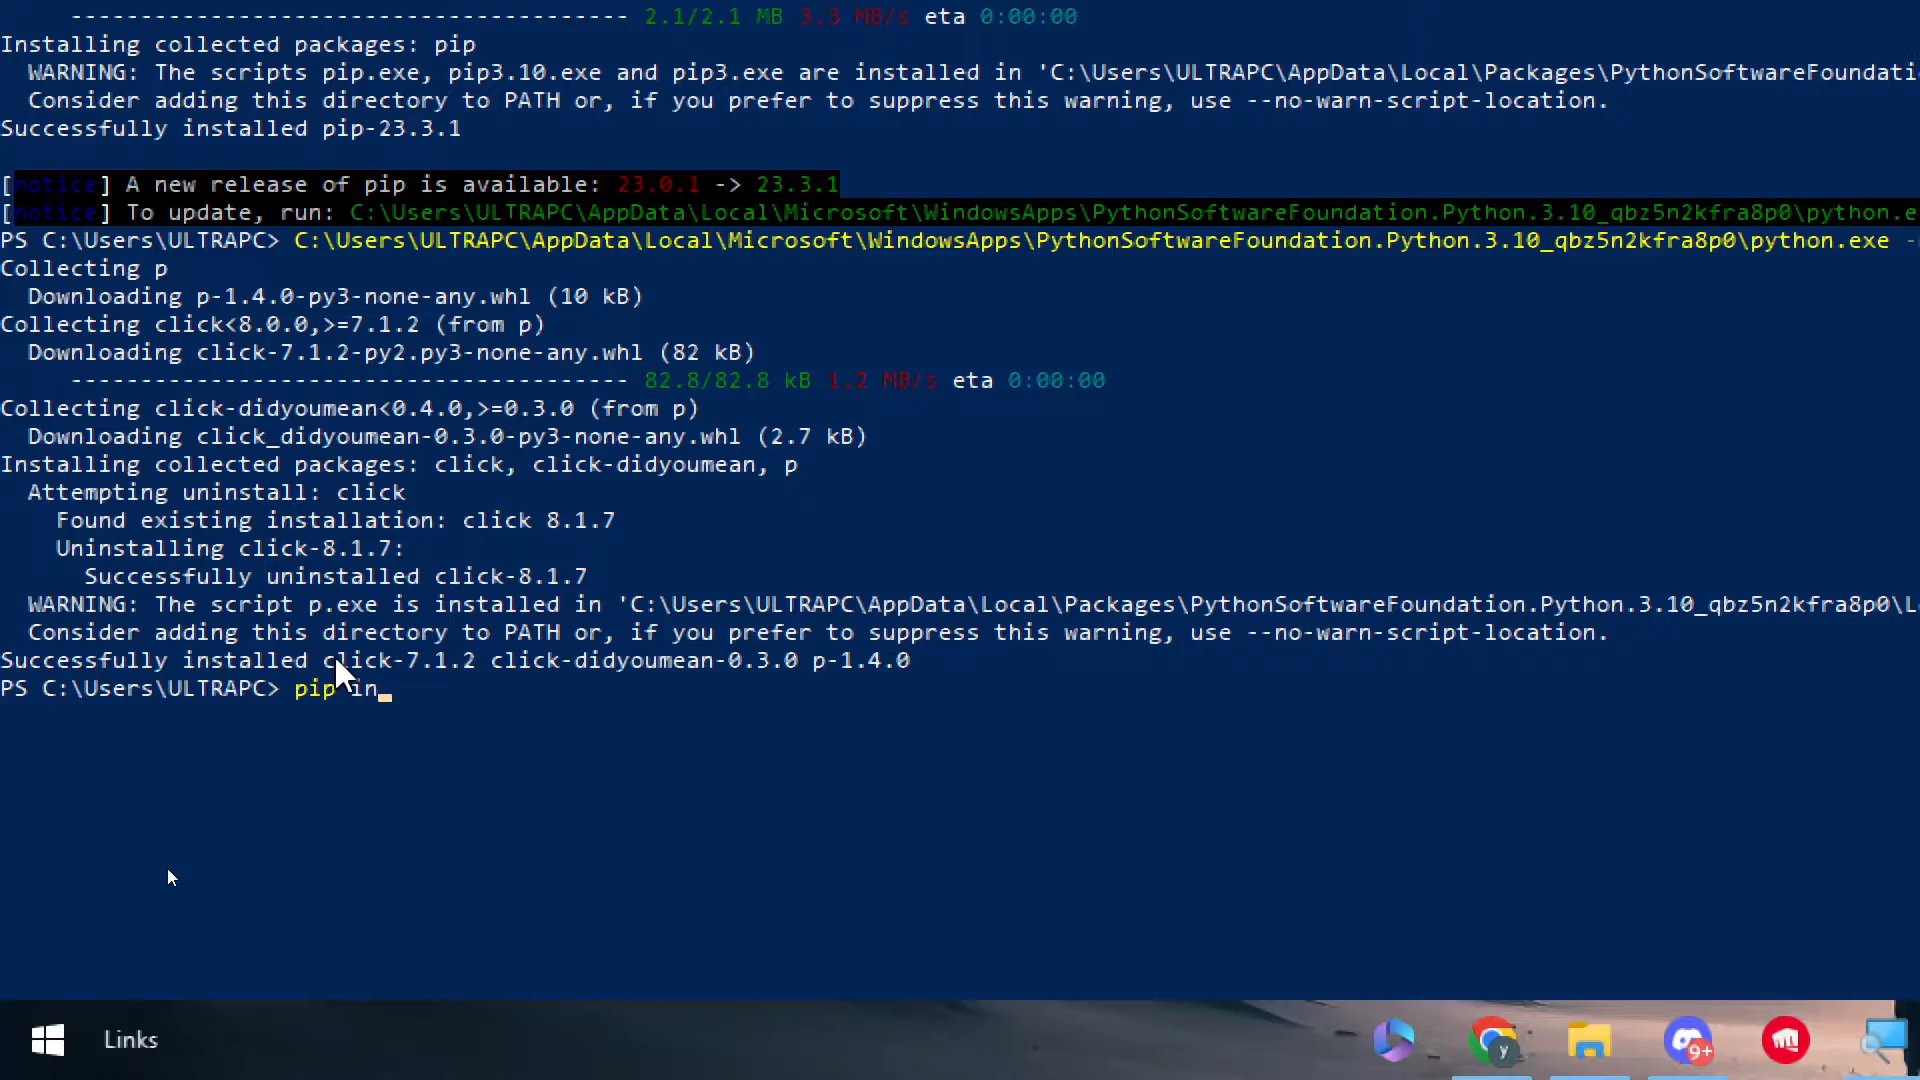 ---------------------------------------- 2.1/2.1 MB 3.3 MB/s eta 0:00:00
Installing collected packages: pip
WARNING: The scripts pip.exe, pip3.10.exe and pip3.exe are installed in 'C:\Users\ULTRAPC\AppData\Local\Packages\PythonSoftwareFoundati
Consider adding this directory to PATH or, if you prefer to suppress this warning, use --no-warn-script-location.
Successfully installed pip-23.3.1
[notice] A new release of pip is available: 23.0.1 -> 23.3.1
[notice] To update, run: C:\Users\ULTRAPC\AppData\Local\Microsoft\WindowsApps\PythonSoftwareFoundation.Python.3.10_qbz5n2kfra8p0\python.e
PS C:\Users\ULTRAPC> C:\Users\ULTRAPC\AppData\Local\Microsoft\WindowsApps\PythonSoftwareFoundation.Python.3.10_qbz5n2kfra8p0\python.exe -
Collecting p
Downloading p-1.4.0-py3-none-any.whl (10 kB)
Collecting click<8.0.0,>=7.1.2 (from p)
Downloading click-7.1.2-py2.py3-none-any.whl (82 kB)
---------------------------------------- 82.8/82.8 kB 1.2 MB/s eta 0:00:00
Collecting click-didyoumean<0.4.0,>=0.3.0 (from p)
Downloading click_didyoumean-0.3.0-py3-none-any.whl (2.7 kB)
Installing collected packages: click, click-didyoumean, p
Attempting uninstall: click
Found existing installation: click 8.1.7
Uninstalling click-8.1.7:
Successfully uninstalled click-8.1.7
WARNING: The script p.exe is installed in 'C:\Users\ULTRAPC\AppData\Local\Packages\PythonSoftwareFoundation.Python.3.10_qbz5n2kfra8p0\L
Consider adding this directory to PATH or, if you prefer to suppress this warning, use --no-warn-script-location.
Successfully installed click-7.1.2 click-didyoumean-0.3.0 p-1.4.0
PS C:\Users\ULTRAPC> pip in_
Links
y
9+